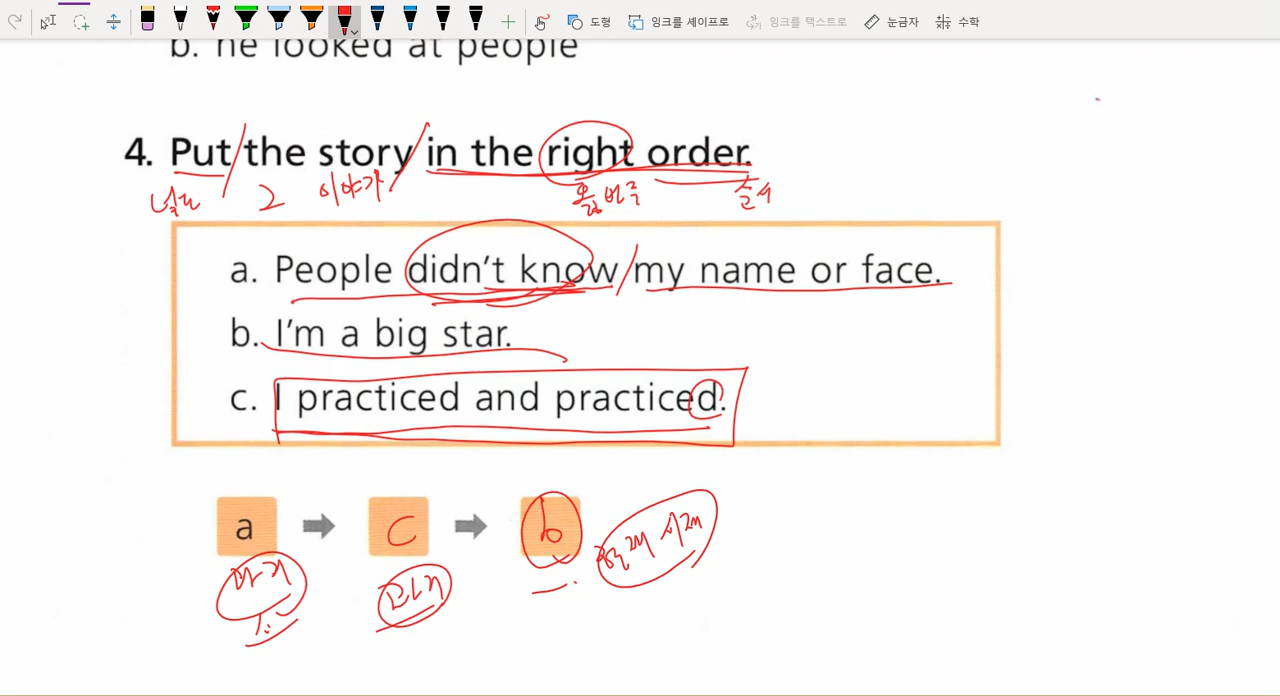 도형 잉크를 셰이프로 잉크를 텍스트로 눈금자 수학
b. he looked at people
4. Put the story in the right order.
이야기 올바른 순서
a. People didn't know my name or face.
b. I'm a big star.
c. I practiced and practiced.
a c b
과거 과거 현재 시제